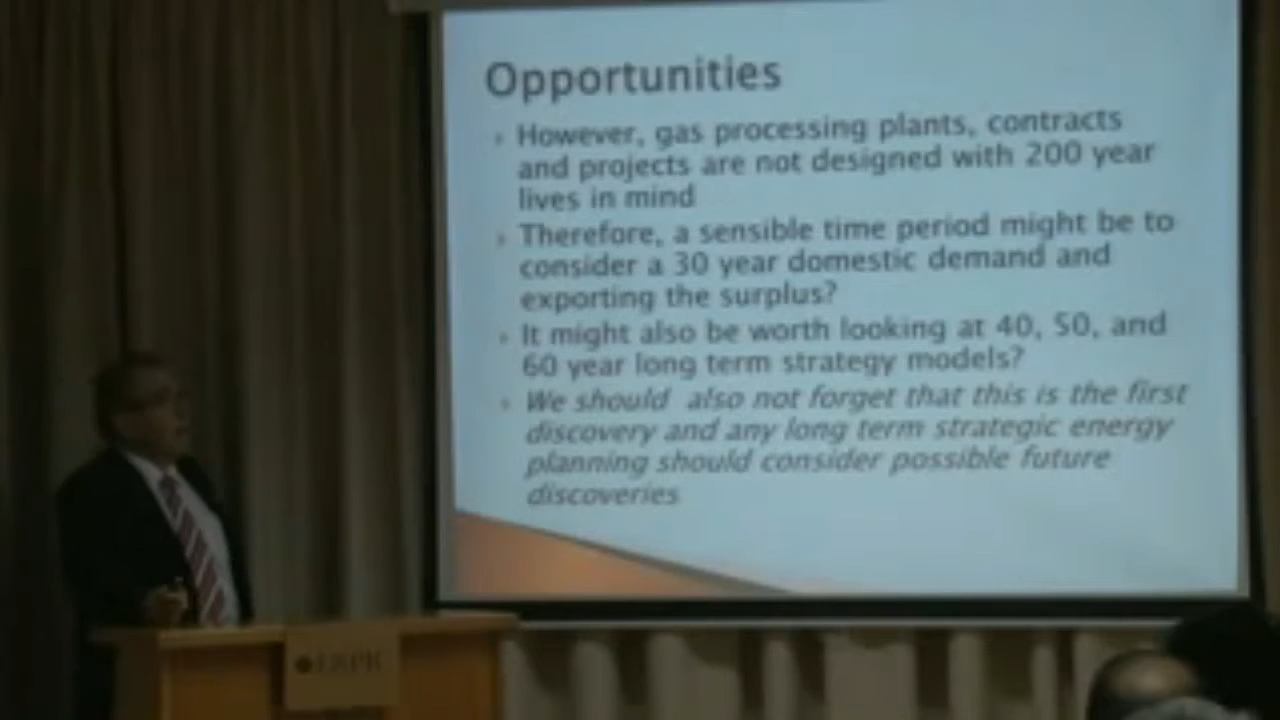 Opportunities
However, gas processing plants, contracts
and projects are not designed with 200 year
lives in mind
Therefore, a sensible time period might be to
consider a 30 year domestic demand and
exporting the surplus?
It might also be worth looking at 40, 50, and
60 year long term strategy models?
We should also not forget that this is the first
discovery and any long term strategic energy
planning should consider possible future
discoveries